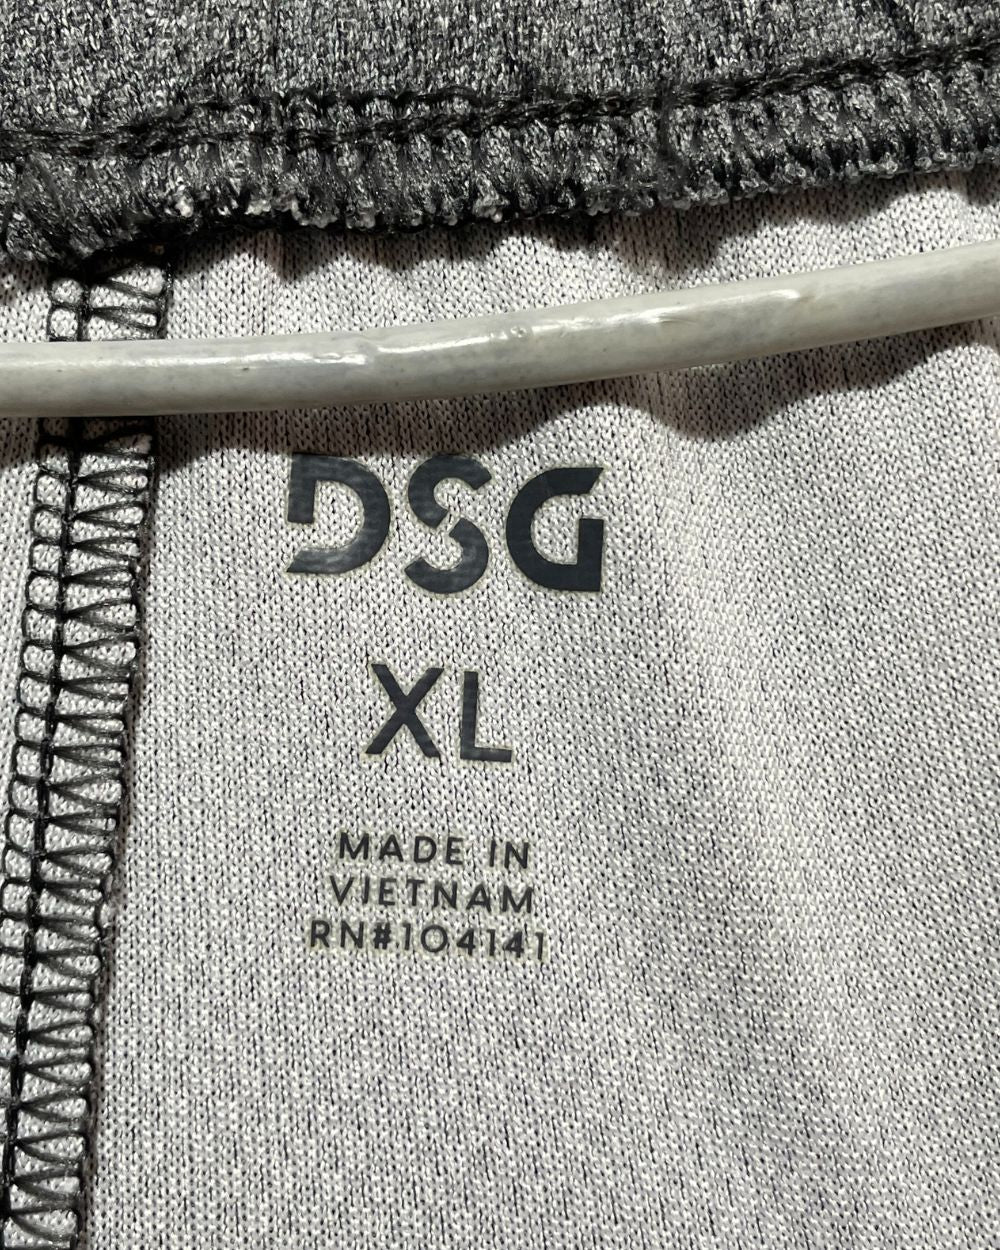 DSG
XL
MADE IN
VIETNAM
RN#104141